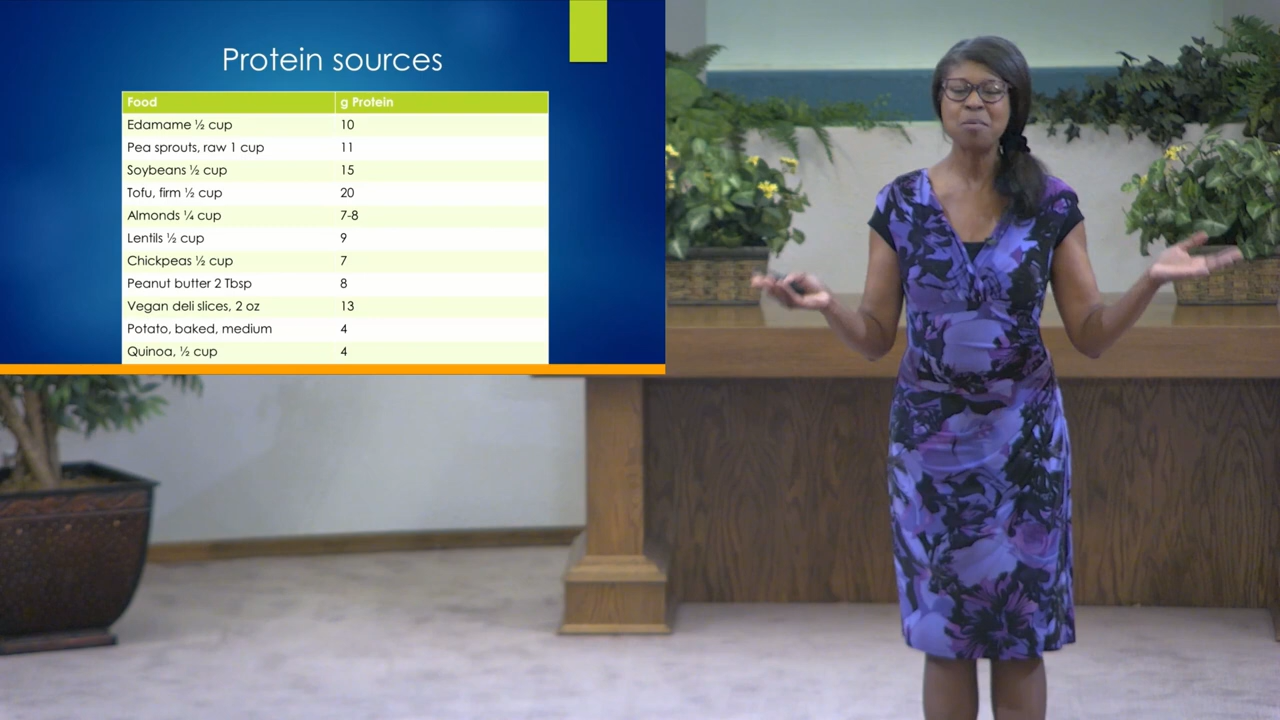 Protein sources
Food g Protein
Edamame ½ cup 10
Pea sprouts, raw 1 cup 11
Soybeans ½ cup 15
Tofu, firm ½ cup 20
Almonds ¼ cup 7-8
Lentils ½ cup 9
Chickpeas ½ cup 7
Peanut butter 2 Tbsp 8
Vegan deli slices, 2 oz 13
Potato, baked, medium 4
Quinoa, ½ cup 4